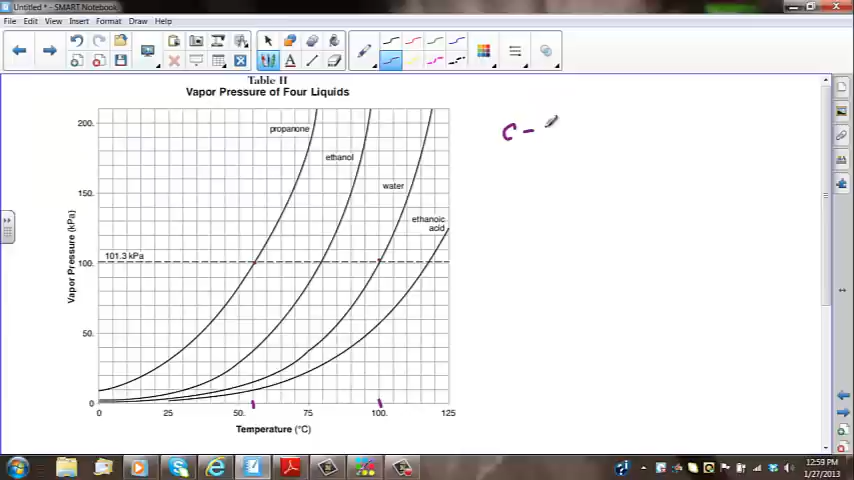 Untitled * - SMART Notebook
File Edit View Insert Format Draw Help
Table II
Vapor Pressure of Four Liquids
200.
150.
100.
50.
0
Vapor Pressure (kPa)
propanone
ethanol
water
ethanoic
acid
101.3 kPa
0 25 50. 75 100. 125
Temperature (°C)
C -
12:59 PM
1/27/2013